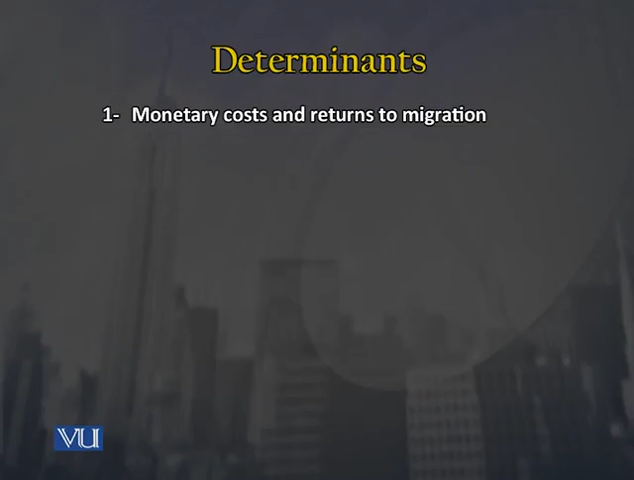 Determinants
1- Monetary costs and returns to migration
VU